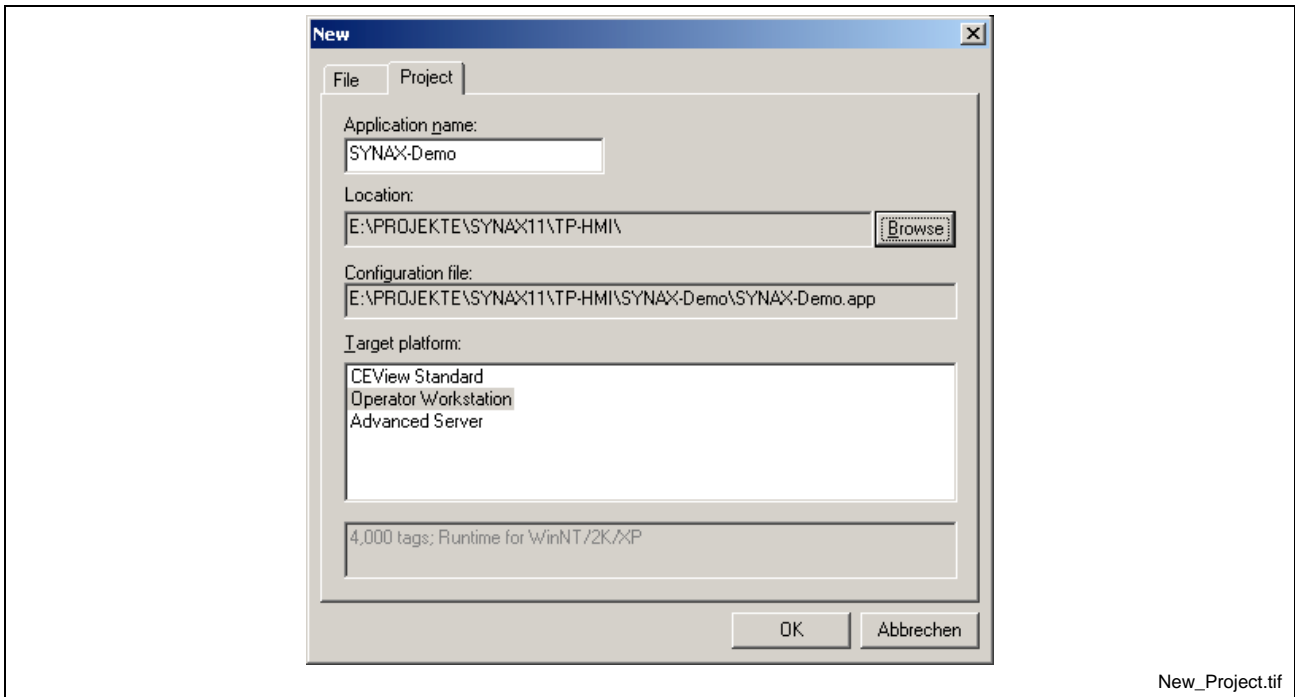 New
File Project
Application name:
SYNAX-Demo
Location:
E:\PROJEKTE\SYNAX11\TP-HMI\ Browse
Configuration file:
E:\PROJEKTE\SYNAX11\TP-HMI\SYNAX-Demo\SYNAX-Demo.app
Target platform:
CEView Standard
Operator Workstation
Advanced Server
4,000 tags; Runtime for WinNT/2K/XP
OK Abbrechen
New_Project.tif